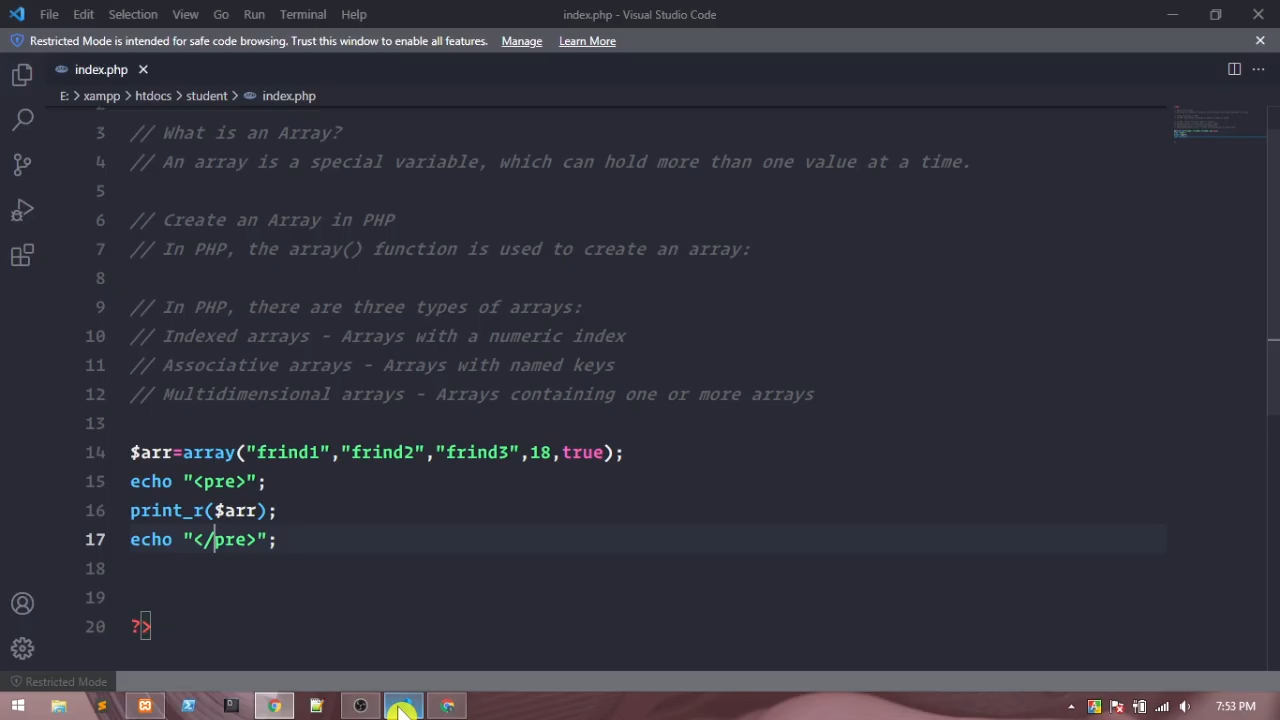 File Edit Selection View Go Run Terminal Help index.php - Visual Studio Code
Restricted Mode is intended for safe code browsing. Trust this window to enable all features. Manage Learn More
index.php
E: > xampp > htdocs > student > index.php
3 // What is an Array?
4 // An array is a special variable, which can hold more than one value at a time.
5
6 // Create an Array in PHP
7 // In PHP, the array() function is used to create an array:
8
9 // In PHP, there are three types of arrays:
10 // Indexed arrays - Arrays with a numeric index
11 // Associative arrays - Arrays with named keys
12 // Multidimensional arrays - Arrays containing one or more arrays
13
14 $arr=array("frind1","frind2","frind3",18,true);
15 echo "<pre>";
16 print_r($arr);
17 echo "</pre>";
18
19
20 ?>
Restricted Mode
7:53 PM